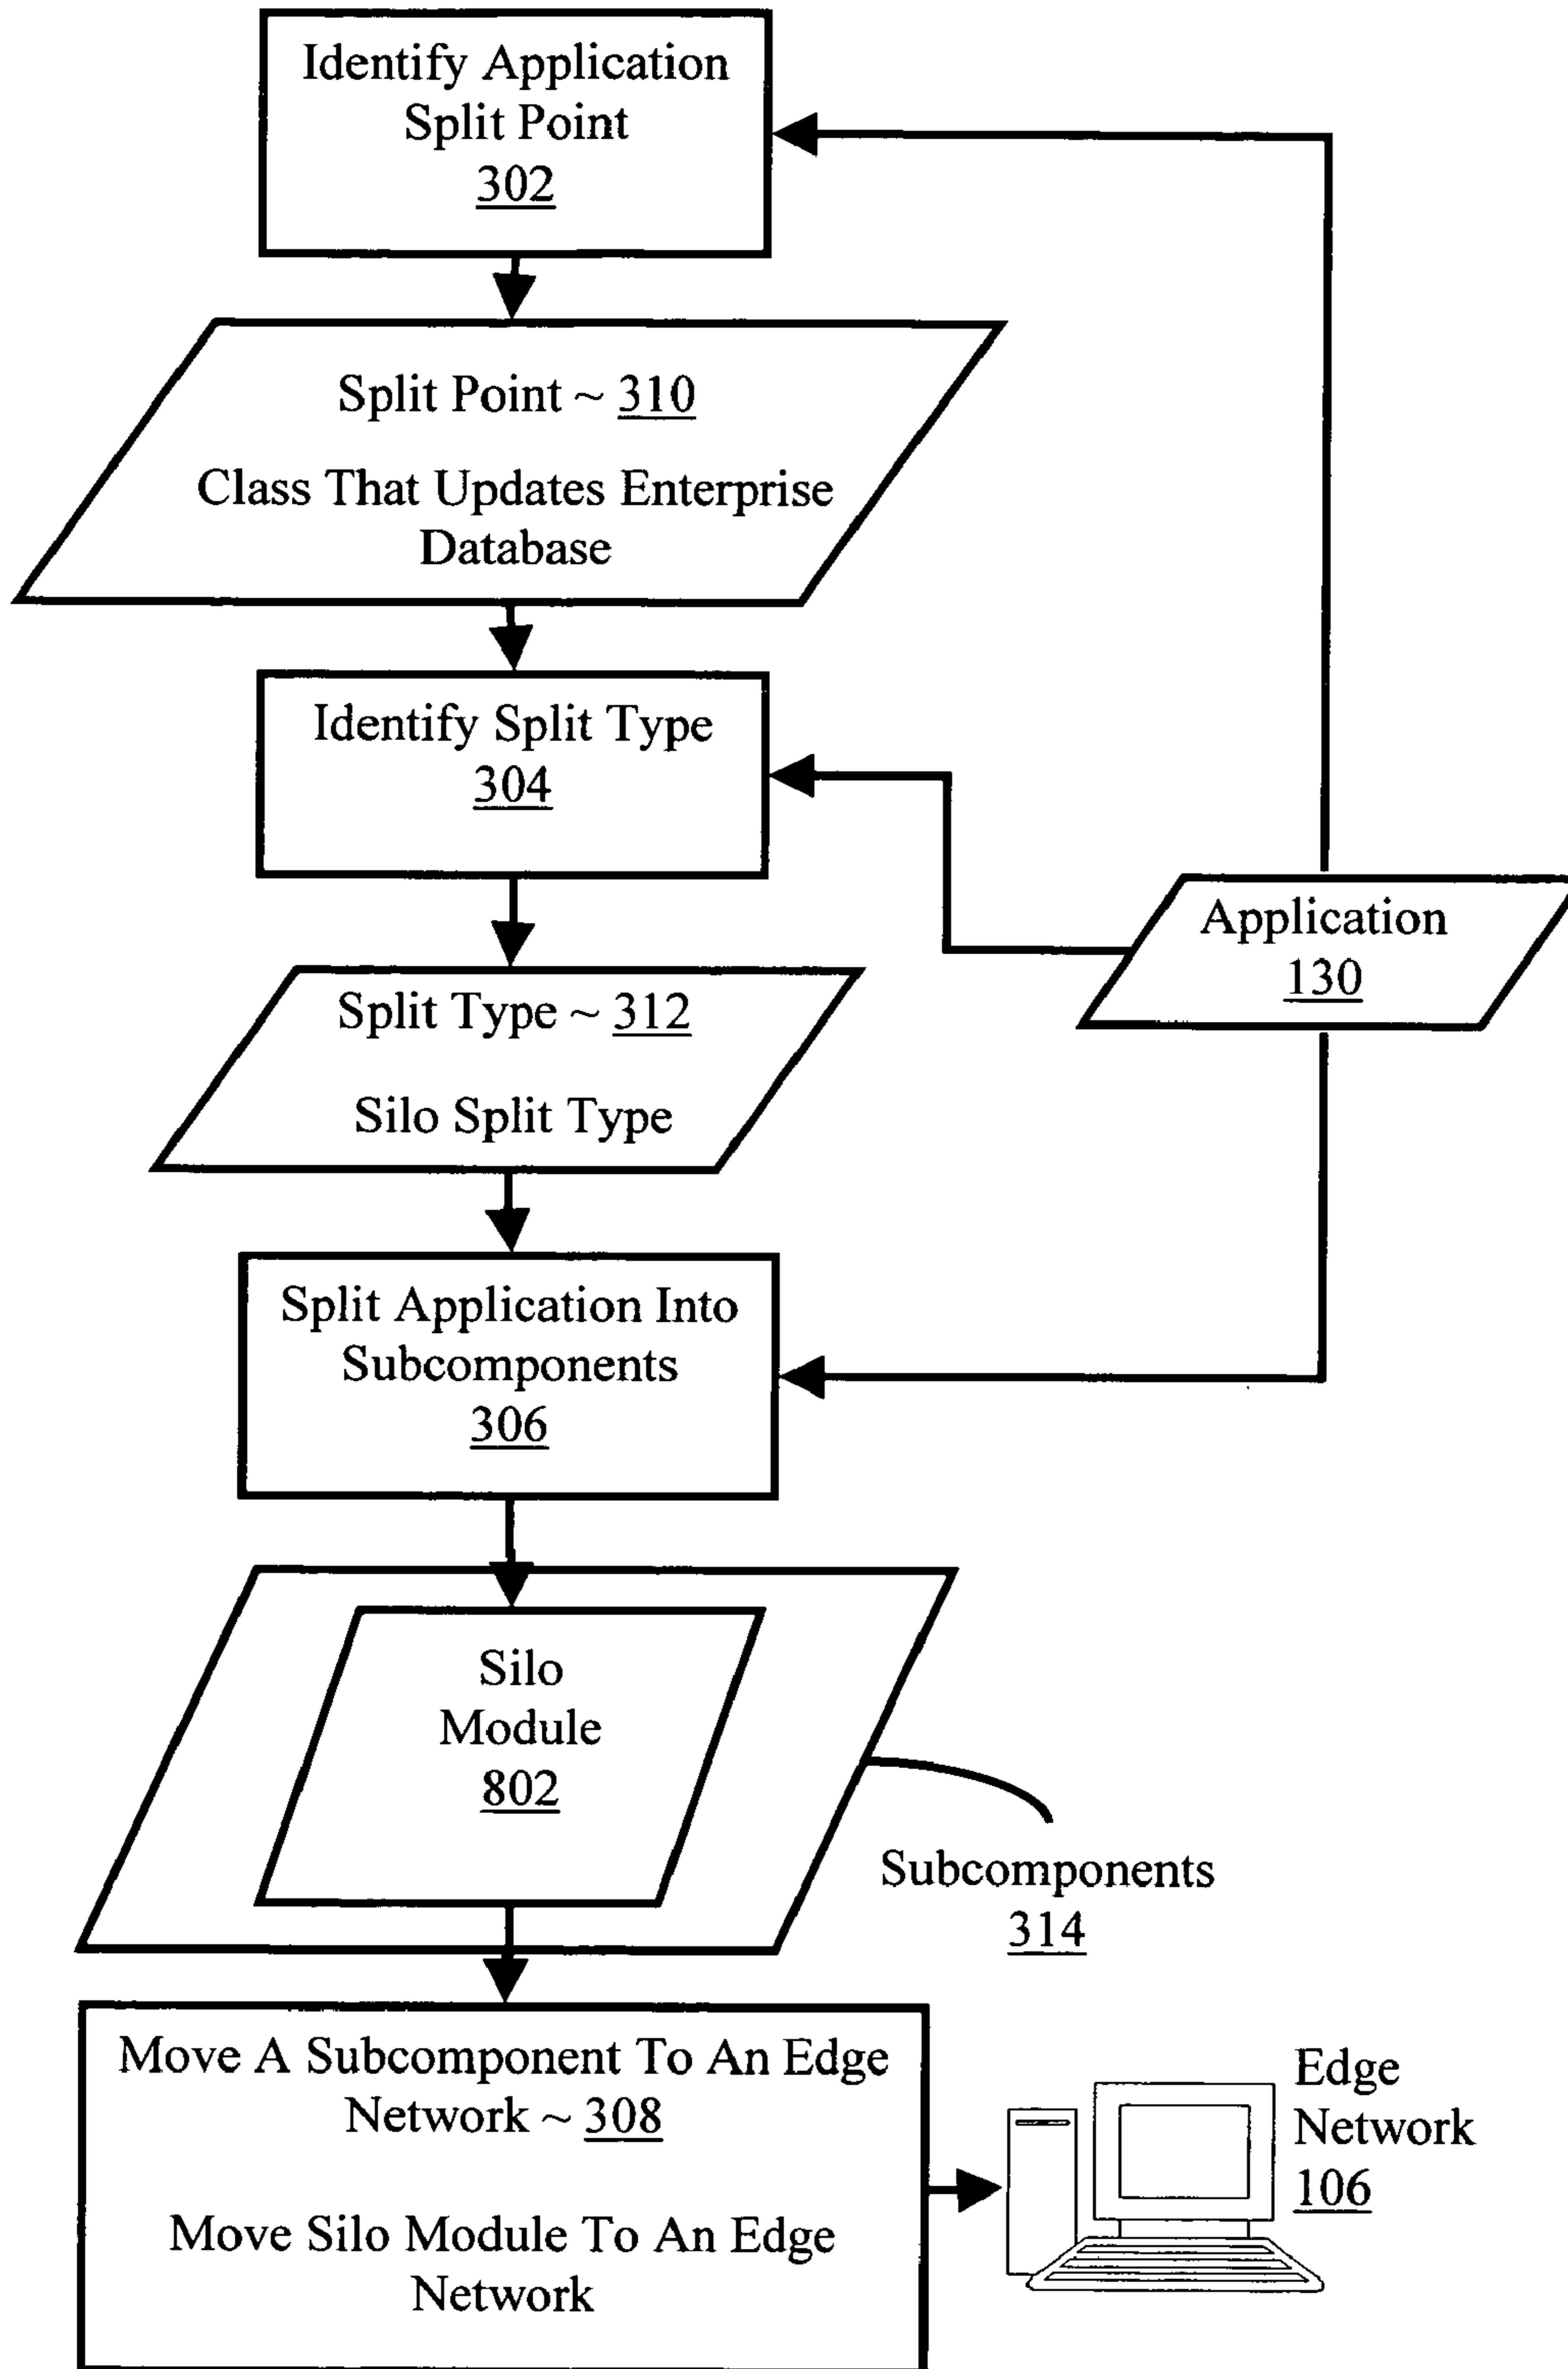 Identify Application
Split Point
302
Split Point ~ 310
Class That Updates Enterprise
Database
Identify Split Type
304
Application
130
Split Type ~ 312
Silo Split Type
Split Application Into
Subcomponents
306
Silo
Module
802
Subcomponents
314
Move A Subcomponent To An Edge
Network ~ 308
Move Silo Module To An Edge
Network
Edge
Network
106